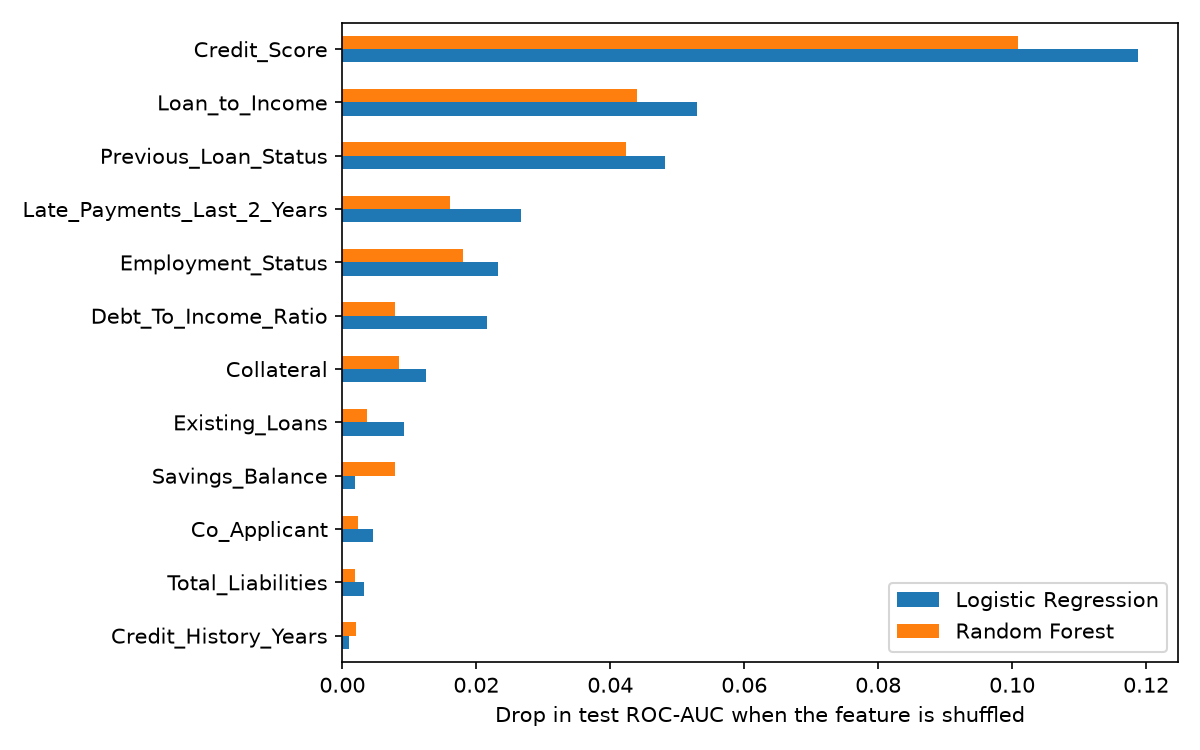 Credit_Score
Loan_to_Income
Previous_Loan_Status
Late_Payments_Last_2_Years
Employment_Status
Debt_To_Income_Ratio
Collateral
Existing_Loans
Savings_Balance
Co_Applicant
Total_Liabilities
Credit_History_Years
Logistic Regression
Random Forest
0.00 0.02 0.04 0.06 0.08 0.10 0.12
Drop in test ROC-AUC when the feature is shuffled